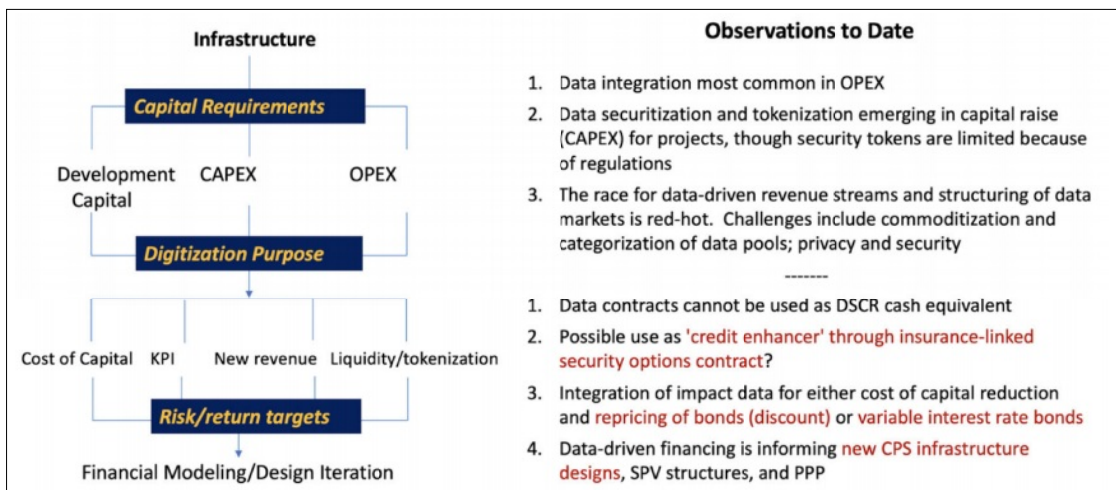 Infrastructure
Capital Requirements
Development
Capital
CAPEX
OPEX
Digitization Purpose
Cost of Capital
KPI
New revenue
Liquidity/tokenization
Risk/return targets
Financial Modeling/Design Iteration
Observations to Date
1. Data integration most common in OPEX
2. Data securitization and tokenization emerging in capital raise
(CAPEX) for projects, though security tokens are limited because
of regulations
3. The race for data-driven revenue streams and structuring of data
markets is red-hot. Challenges include commoditization and
categorization of data pools; privacy and security
-------
1. Data contracts cannot be used as DSCR cash equivalent
2. Possible use as 'credit enhancer' through insurance-linked
security options contract?
3. Integration of impact data for either cost of capital reduction
and repricing of bonds (discount) or variable interest rate bonds
4. Data-driven financing is informing new CPS infrastructure
designs, SPV structures, and PPP